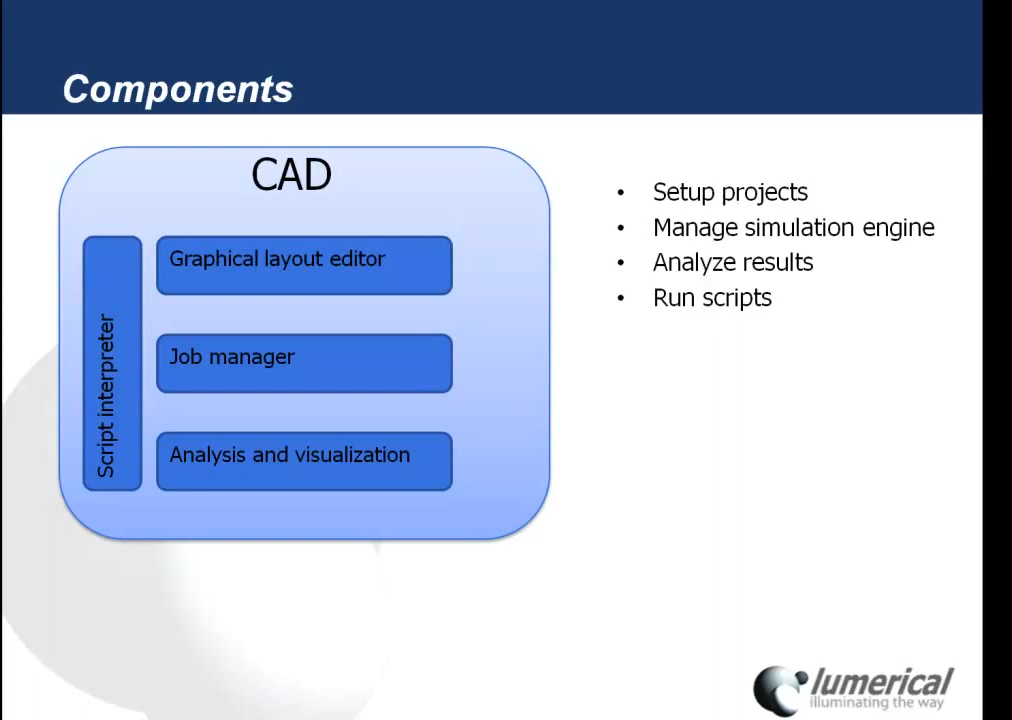 Components
CAD
Script interpreter
Graphical layout editor
Job manager
Analysis and visualization
• Setup projects
• Manage simulation engine
• Analyze results
• Run scripts
lumerical
illuminating the way